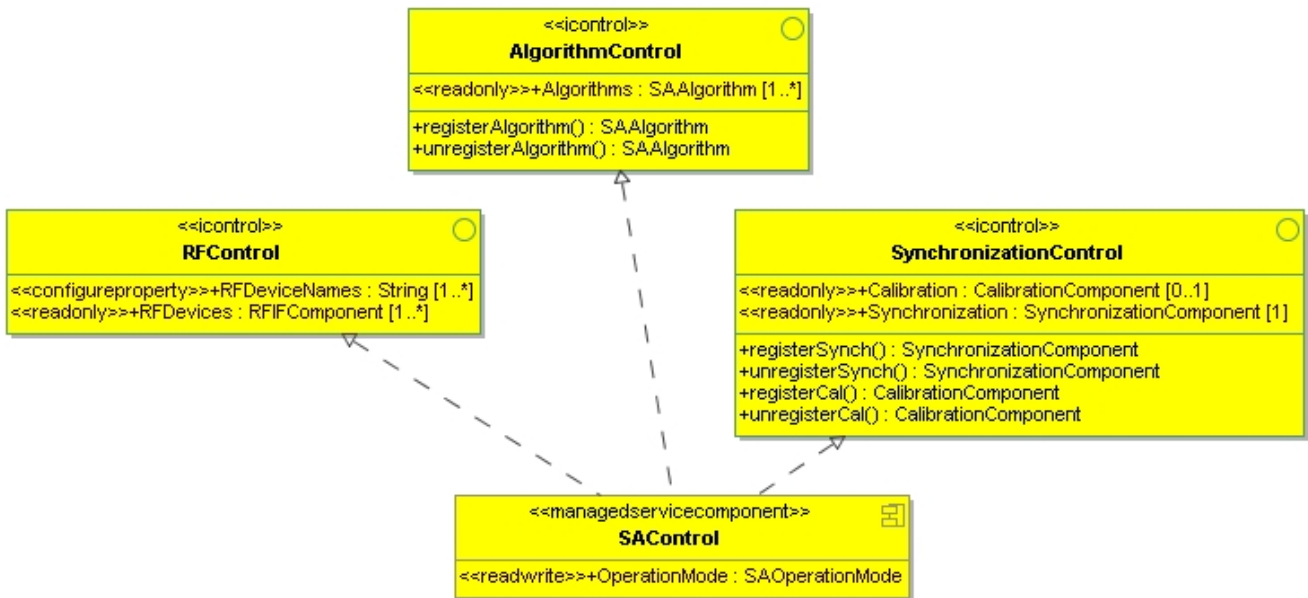 <<icontrol>>
AlgorithmControl
<<readonly>>+Algorithms : SAAlgorithm [1..*]
+registerAlgorithm() : SAAlgorithm
+unregisterAlgorithm() : SAAlgorithm
<<icontrol>>
RFControl
<<configureproperty>>+RFDeviceNames : String [1..*]
<<readonly>>+RFDevices : RFIFComponent [1..*]
<<icontrol>>
SynchronizationControl
<<readonly>>+Calibration : CalibrationComponent [0..1]
<<readonly>>+Synchronization : SynchronizationComponent [1]
+registerSynch() : SynchronizationComponent
+unregisterSynch() : SynchronizationComponent
+registerCal() : CalibrationComponent
+unregisterCal() : CalibrationComponent
<<managedservicecomponent>>
SAControl
<<readwrite>>+OperationMode : SAOperationMode